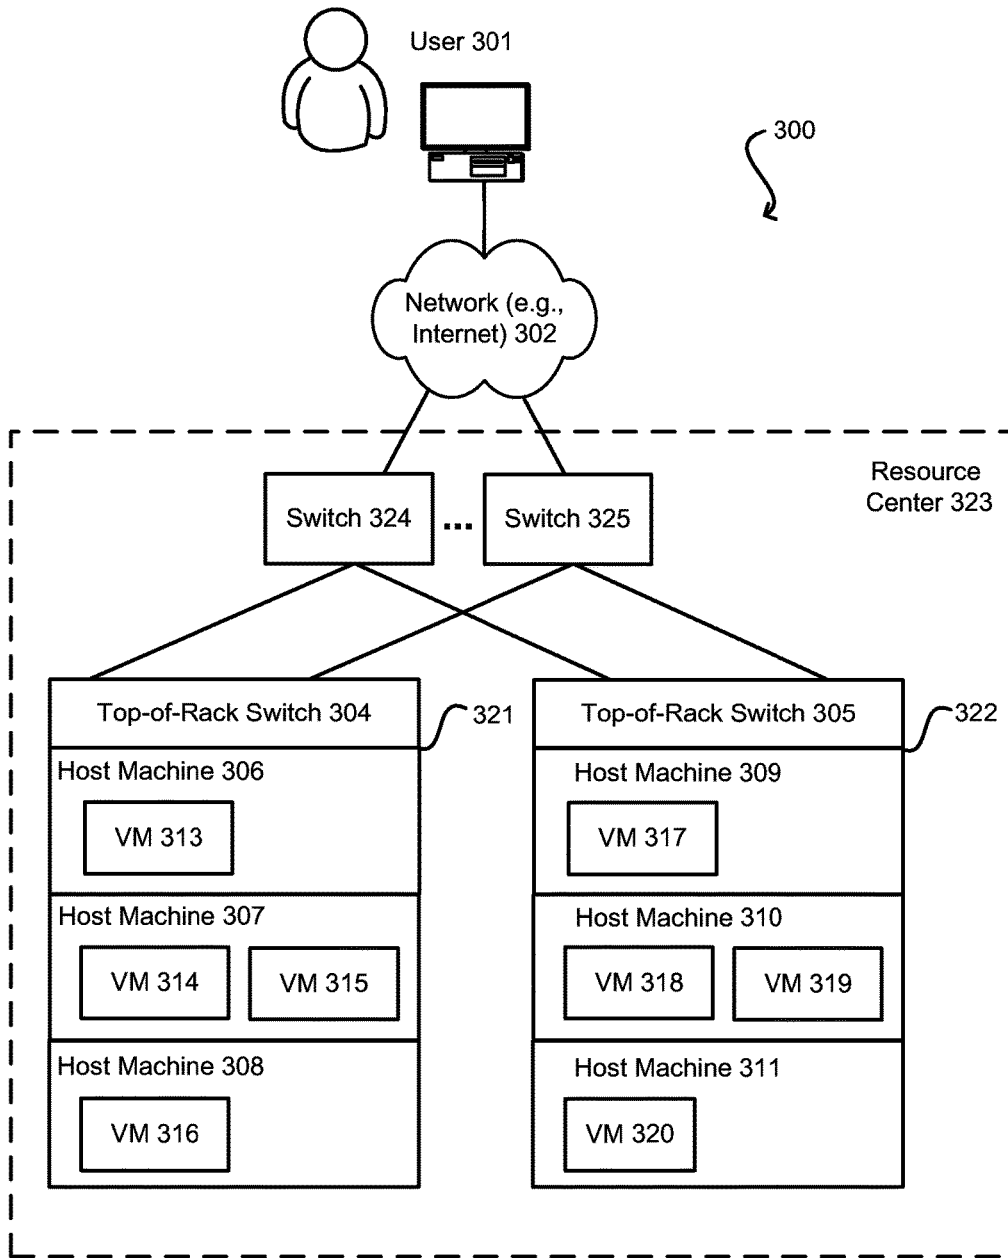 User 301
300
Network (e.g.,
Internet) 302
Resource
Center 323
Switch 324
...
Switch 325
Top-of-Rack Switch 304
321
Top-of-Rack Switch 305
322
Host Machine 306
VM 313
Host Machine 309
VM 317
Host Machine 307
VM 314
VM 315
Host Machine 310
VM 318
VM 319
Host Machine 308
VM 316
Host Machine 311
VM 320